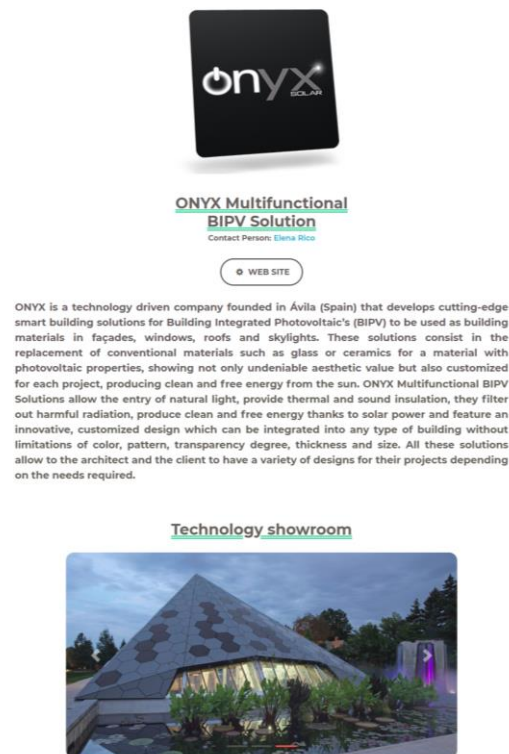 onyx
SOLAR
ONYX Multifunctional
BIPV Solution
Contact Person: Elena Rico
WEB SITE
ONYX is a technology driven company founded in Ávila (Spain) that develops cutting-edge
smart building solutions for Building Integrated Photovoltaic's (BIPV) to be used as building
materials in façades, windows, roofs and skylights. These solutions consist in the
replacement of conventional materials such as glass or ceramics for a material with
photovoltaic properties, showing not only undeniable aesthetic value but also customized
for each project, producing clean and free energy from the sun. ONYX Multifunctional BIPV
Solutions allow the entry of natural light, provide thermal and sound insulation, they filter
out harmful radiation, produce clean and free energy thanks to solar power and feature an
innovative, customized design which can be integrated into any type of building without
limitations of color, pattern, transparency degree, thickness and size. All these solutions
allow to the architect and the client to have a variety of designs for their projects depending
on the needs required.
Technology showroom